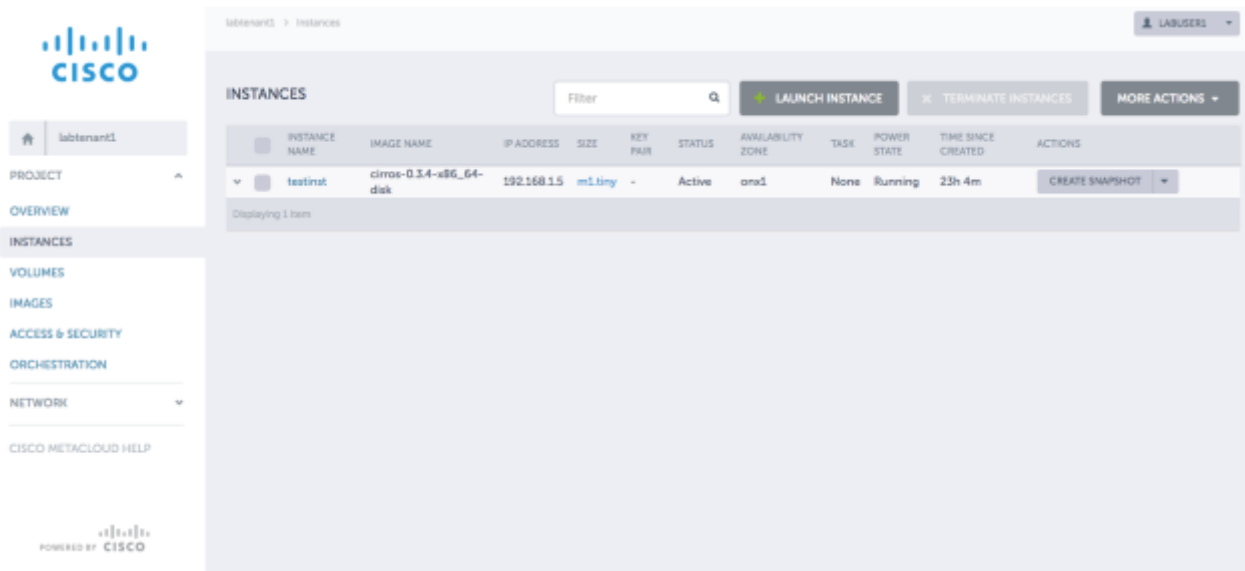 CISCO
labtenant1
PROJECT
OVERVIEW
INSTANCES
VOLUMES
IMAGES
ACCESS & SECURITY
ORCHESTRATION
NETWORK
CISCO METACLOUD HELP
POWERED BY CISCO
labtenant1 > Instances
LABUSER1
INSTANCES
Filter
+ LAUNCH INSTANCE
× TERMINATE INSTANCES
MORE ACTIONS
INSTANCE NAME IMAGE NAME IP ADDRESS SIZE KEY PAIR STATUS AVAILABILITY ZONE TASK POWER STATE TIME SINCE CREATED ACTIONS
testinst cirros-0.3.4-x86_64-disk 192.168.1.5 m1.tiny - Active None Running 23h 4m CREATE SNAPSHOT
Displaying 1 item